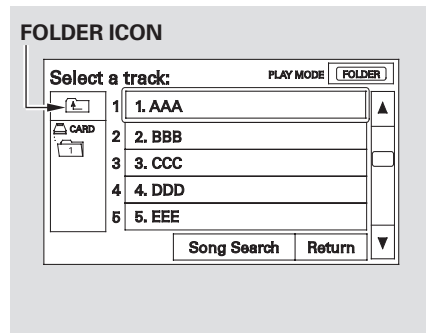 FOLDER ICON
Select a track: PLAY MODE FOLDER
1 1. AAA
CARD
1
2 2. BBB
3 3. CCC
4 4. DDD
5 5. EEE
Song Search Return